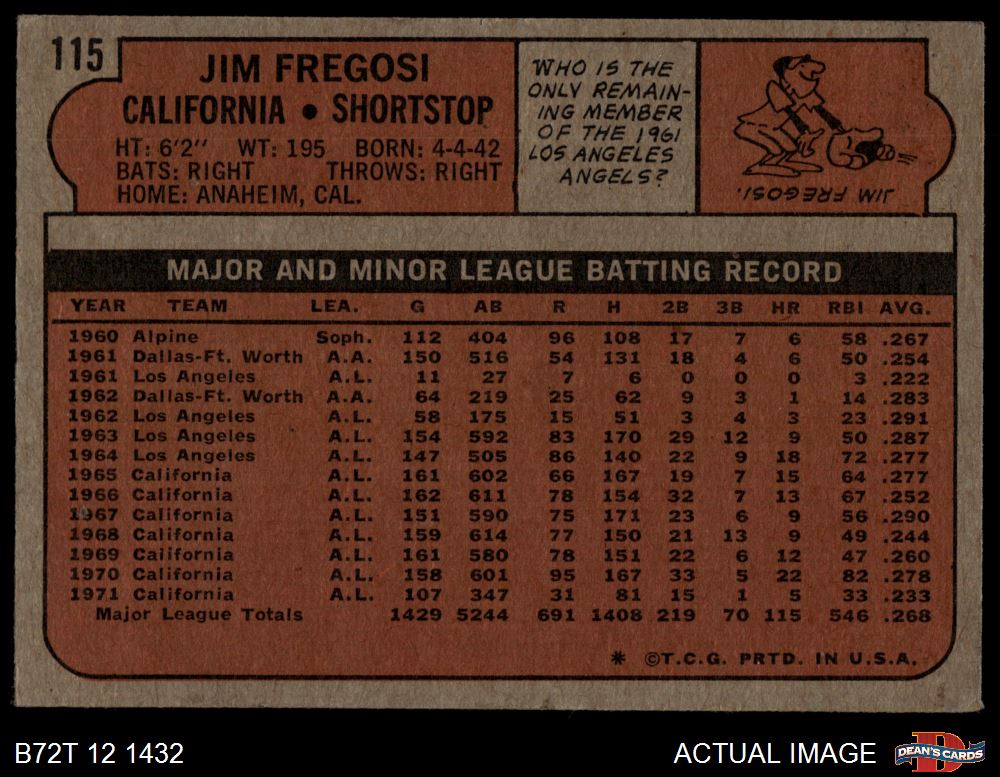 115
JIM FREGOSI
CALIFORNIA • SHORTSTOP
HT: 6'2" WT: 195 BORN: 4-4-42
BATS: RIGHT THROWS: RIGHT
HOME: ANAHEIM, CAL.
WHO IS THE
ONLY REMAIN-
ING MEMBER
OF THE 1961
LOS ANGELES
ANGELS?
JIM FREGOSI.
MAJOR AND MINOR LEAGUE BATTING RECORD
YEAR TEAM LEA. G AB R H 2B 3B HR RBI AVG.
1960 Alpine Soph. 112 404 96 108 17 7 6 58 .267
1961 Dallas-Ft. Worth A.A. 150 516 54 131 18 4 6 50 .254
1961 Los Angeles A.L. 11 27 7 6 0 0 0 3 .222
1962 Dallas-Ft. Worth A.A. 64 219 25 62 9 3 1 14 .283
1962 Los Angeles A.L. 58 175 15 51 3 4 3 23 .291
1963 Los Angeles A.L. 154 592 83 170 29 12 9 50 .287
1964 Los Angeles A.L. 147 505 86 140 22 9 18 72 .277
1965 California A.L. 161 602 66 167 19 7 15 64 .277
1966 California A.L. 162 611 78 154 32 7 13 67 .252
1967 California A.L. 151 590 75 171 23 6 9 56 .290
1968 California A.L. 159 614 77 150 21 13 9 49 .244
1969 California A.L. 161 580 78 151 22 6 12 47 .260
1970 California A.L. 158 601 95 167 33 5 22 82 .278
1971 California A.L. 107 347 31 81 15 1 5 33 .233
Major League Totals 1429 5244 691 1408 219 70 115 546 .268
* ©T.C.G. PRTD. IN U.S.A.
B72T 12 1432
ACTUAL IMAGE
DEAN'S CARDS